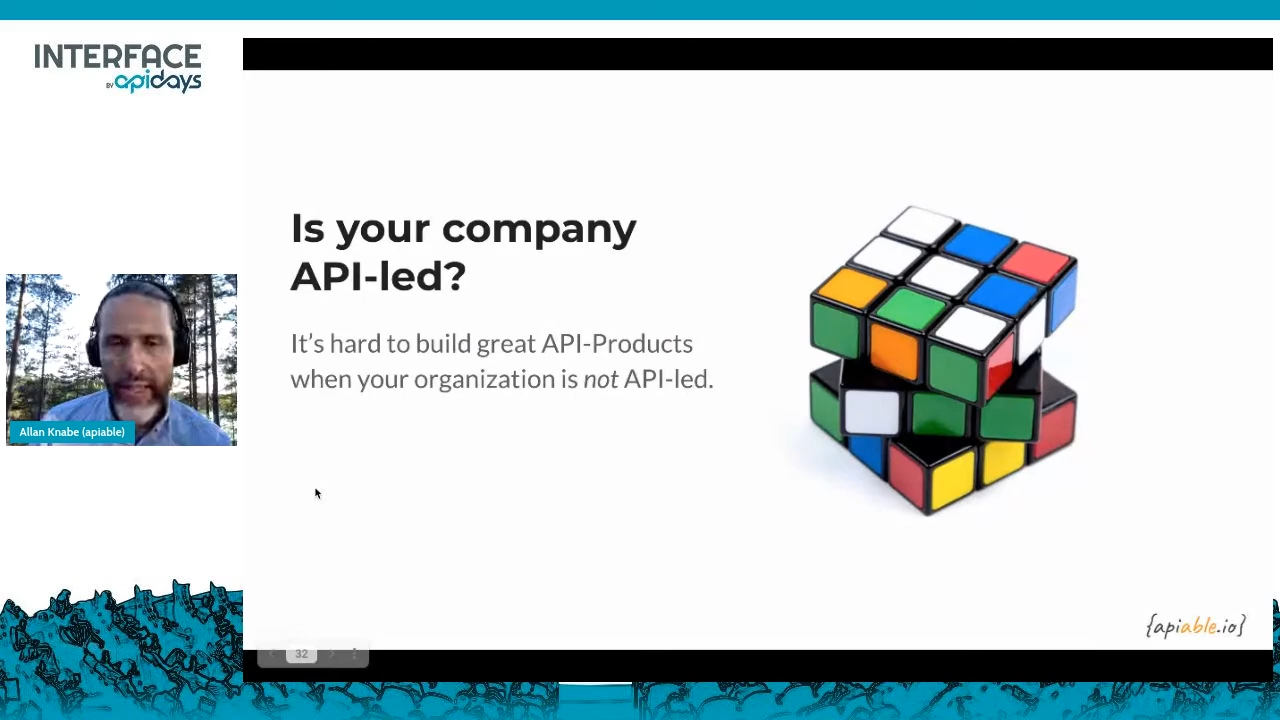 INTERFACE
BY apidays
Is your company
API-led?
It's hard to build great API-Products
when your organization is not API-led.
Allan Knabe (apiable)
{apiable.io}
32